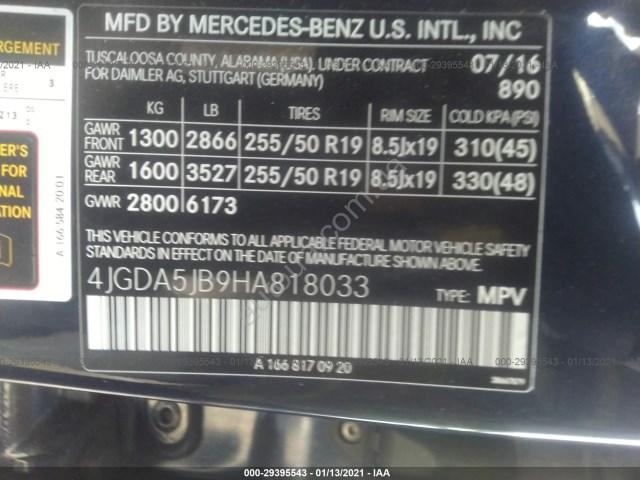 MFD BY MERCEDES-BENZ U.S. INTL., INC
TUSCALOOSA COUNTY, ALABAMA (USA). UNDER CONTRACT 07/16
FOR DAIMLER AG, STUTTGART (GERMANY) 890
KG LB TIRES RIM SIZE COLD KPA (PSI)
GAWR FRONT 1300 2866 255/50 R19 8.5Jx19 310(45)
GAWR REAR 1600 3527 255/50 R19 8.5Jx19 330(48)
GVWR 2800 6173
THIS VEHICLE CONFORMS TO ALL APPLICABLE FEDERAL MOTOR VEHICLE SAFETY
STANDARDS IN EFFECT ON THE DATE OF MANUFACTURE SHOWN ABOVE.
4JGDA5JB9HA818033 TYPE: MPV
A 166 817 09 20
A 166 584 20 01
000-29395543 - 01/13/2021 - IAA